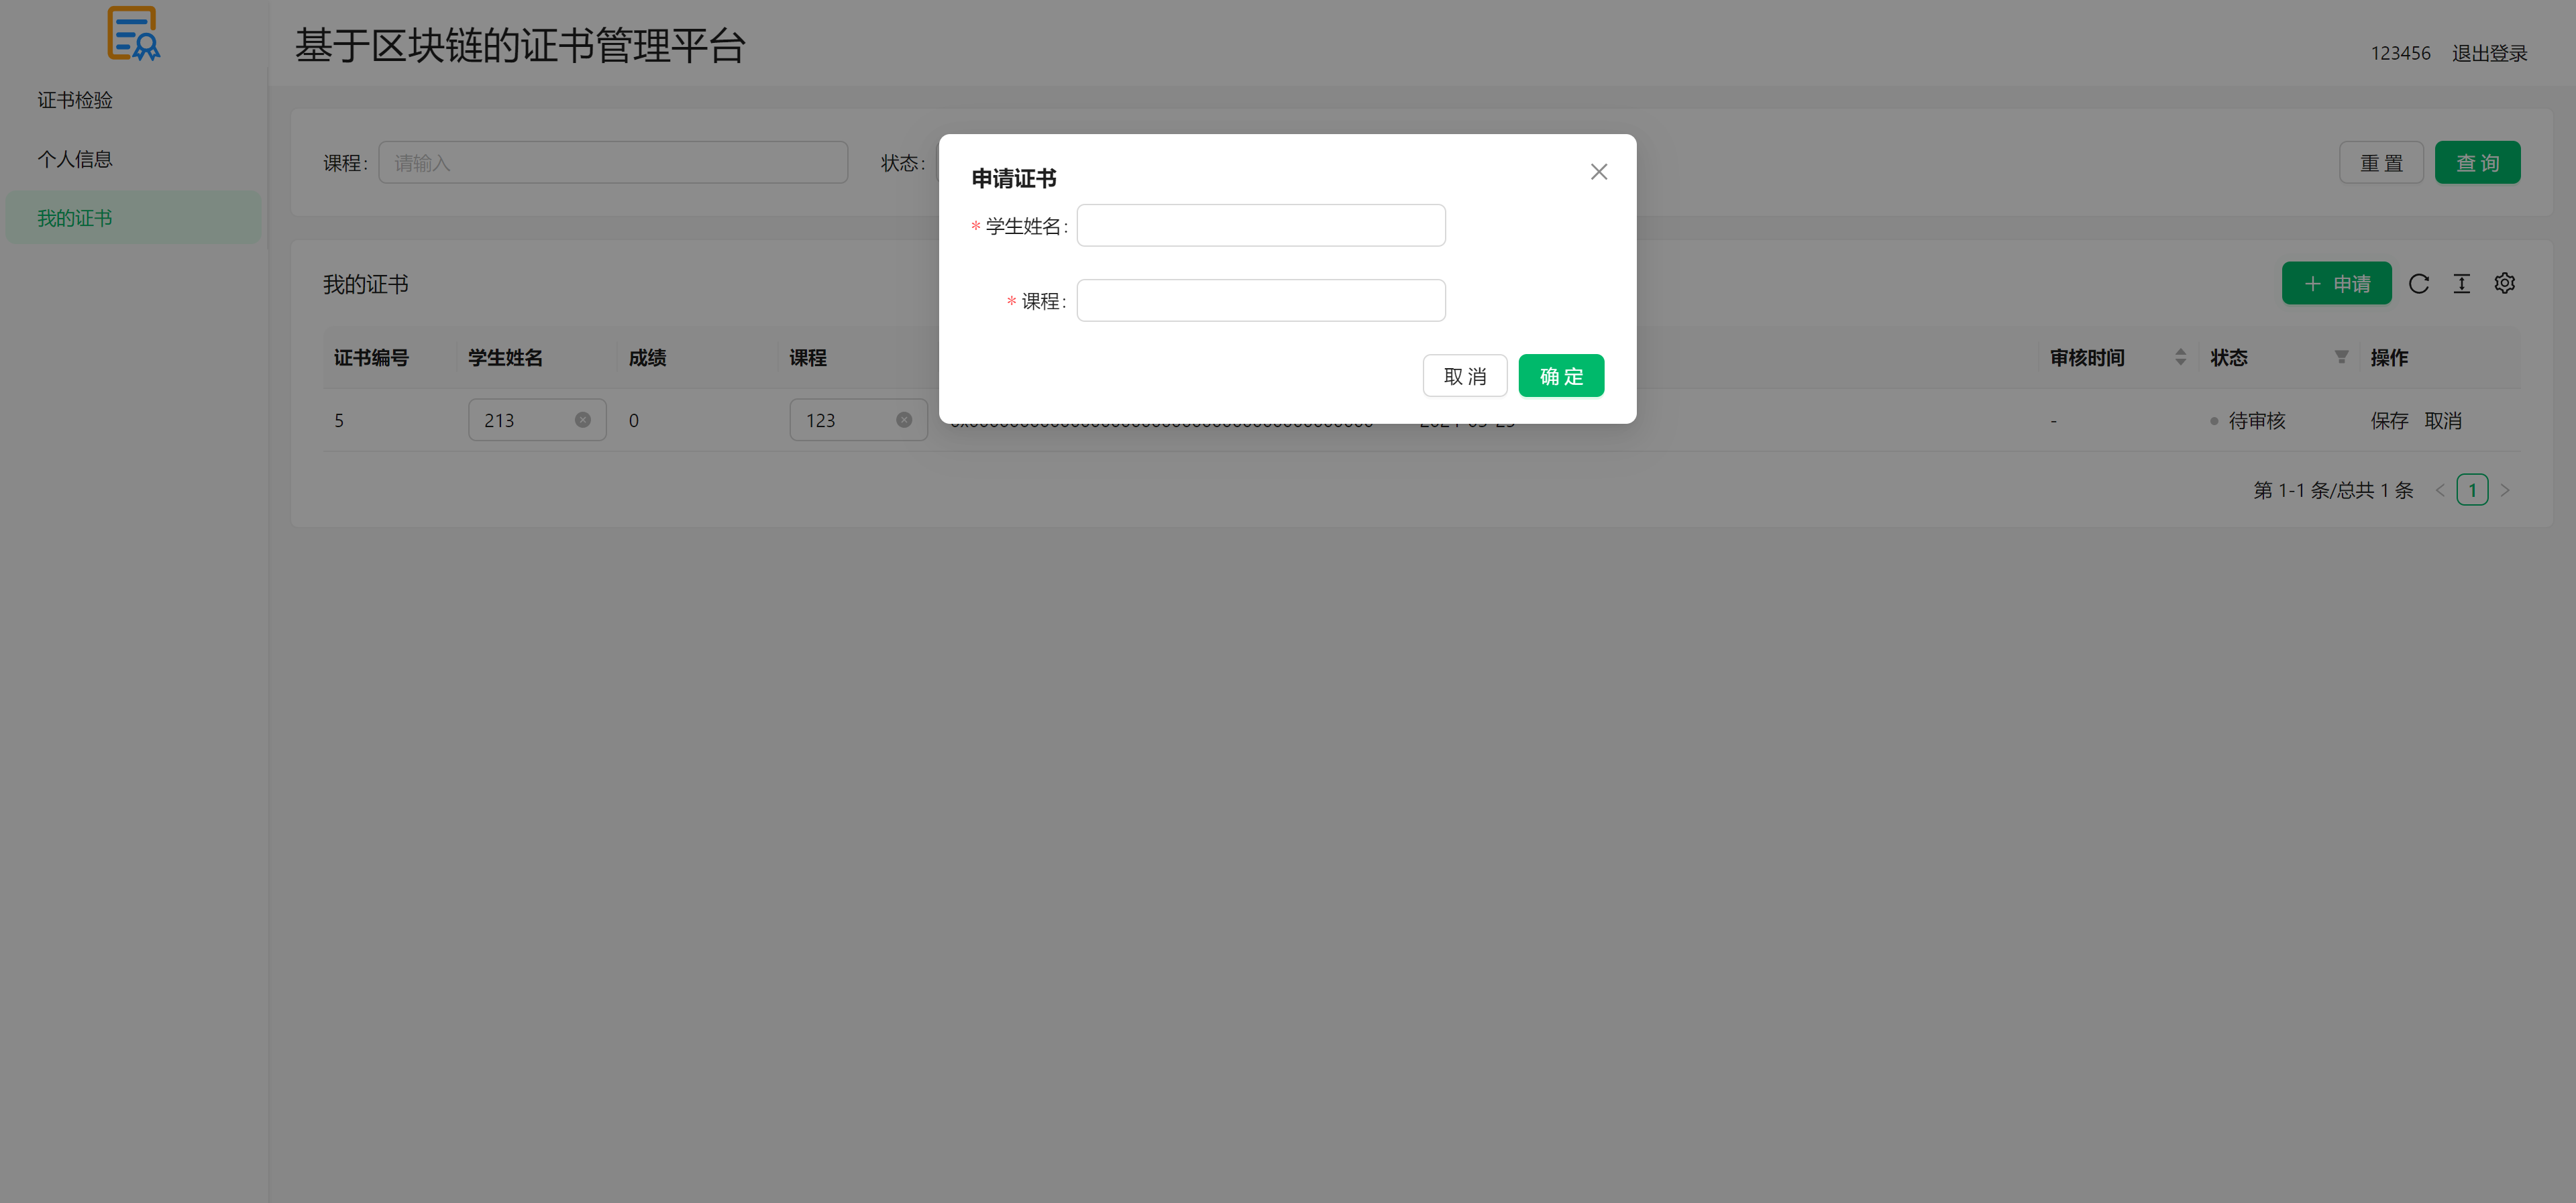 基于区块链的证书管理平台
123456 退出登录
证书检验
个人信息
我的证书
课程: 请输入 状态: 重 置 查 询
申请证书
* 学生姓名:
* 课程:
取 消 确 定
我的证书 + 申请
证书编号 学生姓名 成绩 课程 审核时间 状态 操作
5 213 0 123 - 待审核 保存 取消
第 1-1 条/总共 1 条 < 1 >